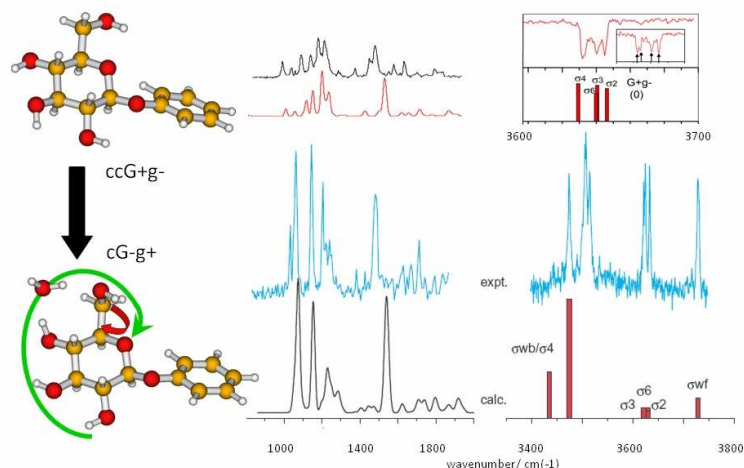 σ4
σ3
σ6
σ2
G+g-
(0)
3600
3700
ccG+g-
cG-g+
expt.
σwb/σ4
σ6
σwf
calc.
σ3
σ2
1000
1400
1800
3400
3600
3800
wavenumber/ cm(-1)